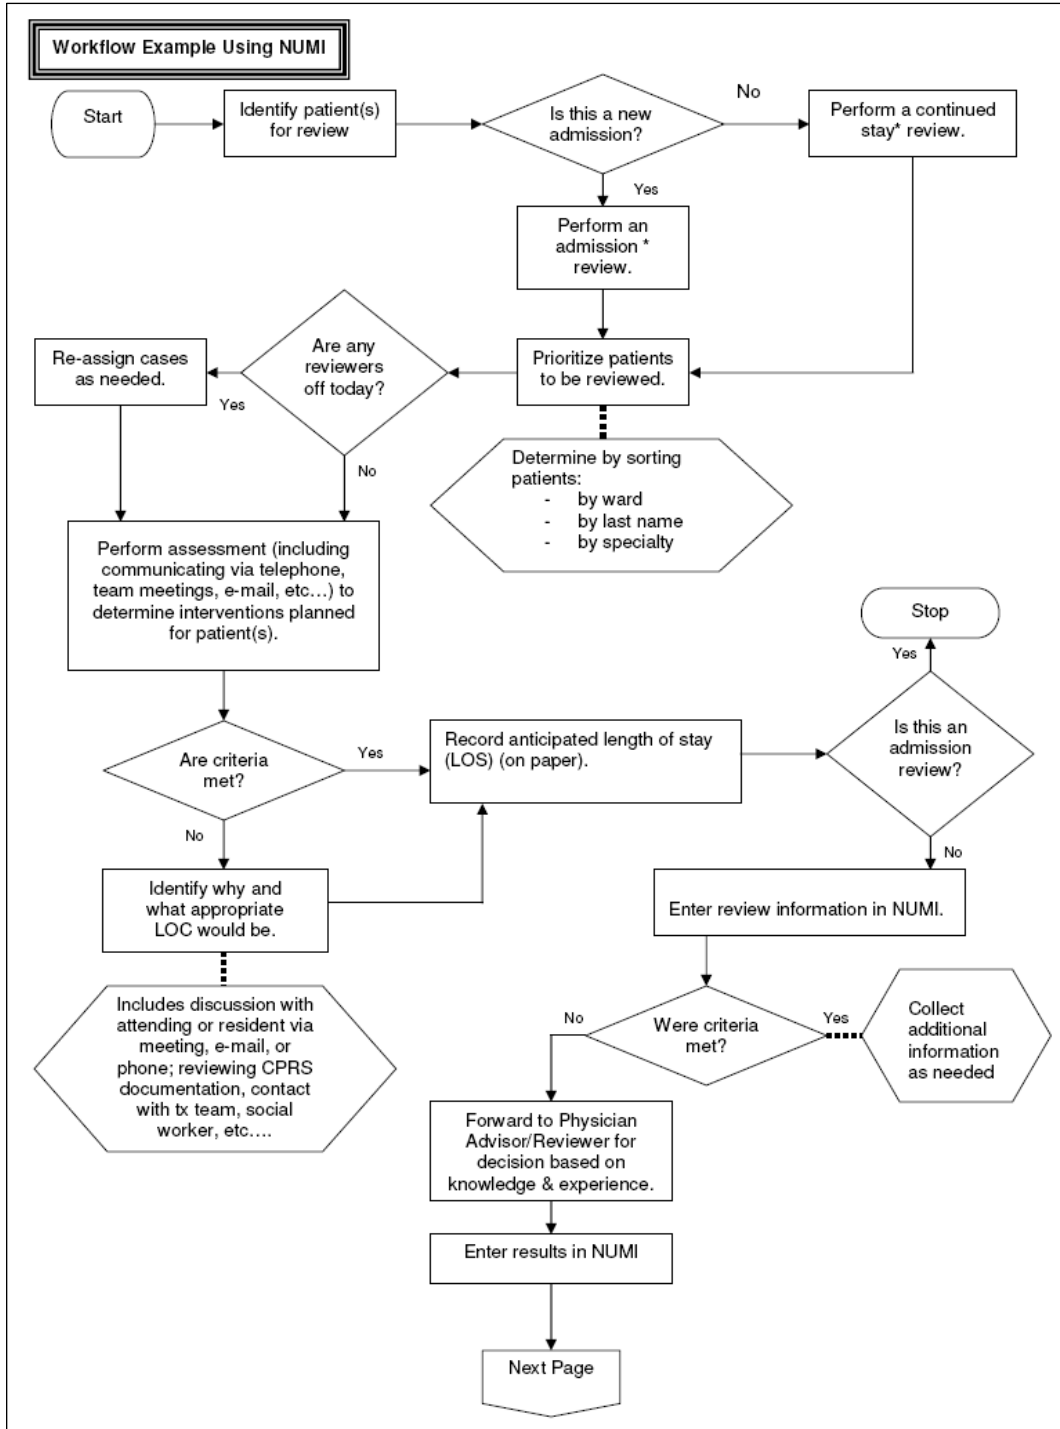 Workflow Example Using NUMI
Start
Identify patient(s)
for review
Is this a new
admission?
No
Perform a continued
stay* review.
Yes
Perform an
admission *
review.
Re-assign cases
as needed.
Yes
Are any
reviewers
off today?
Prioritize patients
to be reviewed.
No
Determine by sorting
patients:
- by ward
- by last name
- by specialty
Perform assessment (including
communicating via telephone,
team meetings, e-mail, etc…) to
determine interventions planned
for patient(s).
Stop
Yes
Is this an
admission
review?
Are criteria
met?
Yes
Record anticipated length of stay
(LOS) (on paper).
No
No
Identify why and
what appropriate
LOC would be.
Enter review information in NUMI.
Includes discussion with
attending or resident via
meeting, e-mail, or
phone; reviewing CPRS
documentation, contact
with tx team, social
worker, etc….
No
Were criteria
met?
Yes
Collect
additional
information
as needed
Forward to Physician
Advisor/Reviewer for
decision based on
knowledge & experience.
Enter results in NUMI
Next Page